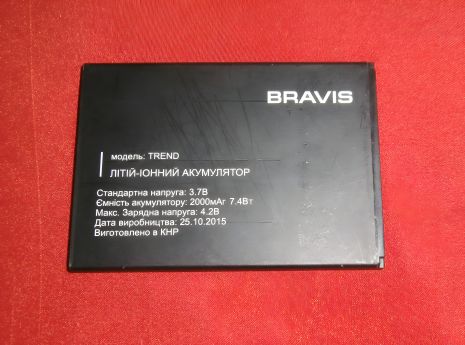 BRAVIS
модель: TREND
ЛІТІЙ-ІОННИЙ АКУМУЛЯТОР
Стандартна напруга: 3.7В
Ємність акумулятору: 2000мАг 7.4Вт
Макс. Зарядна напруга: 4.2В
Дата виробництва: 25.10.2015
Виготовлено в КНР